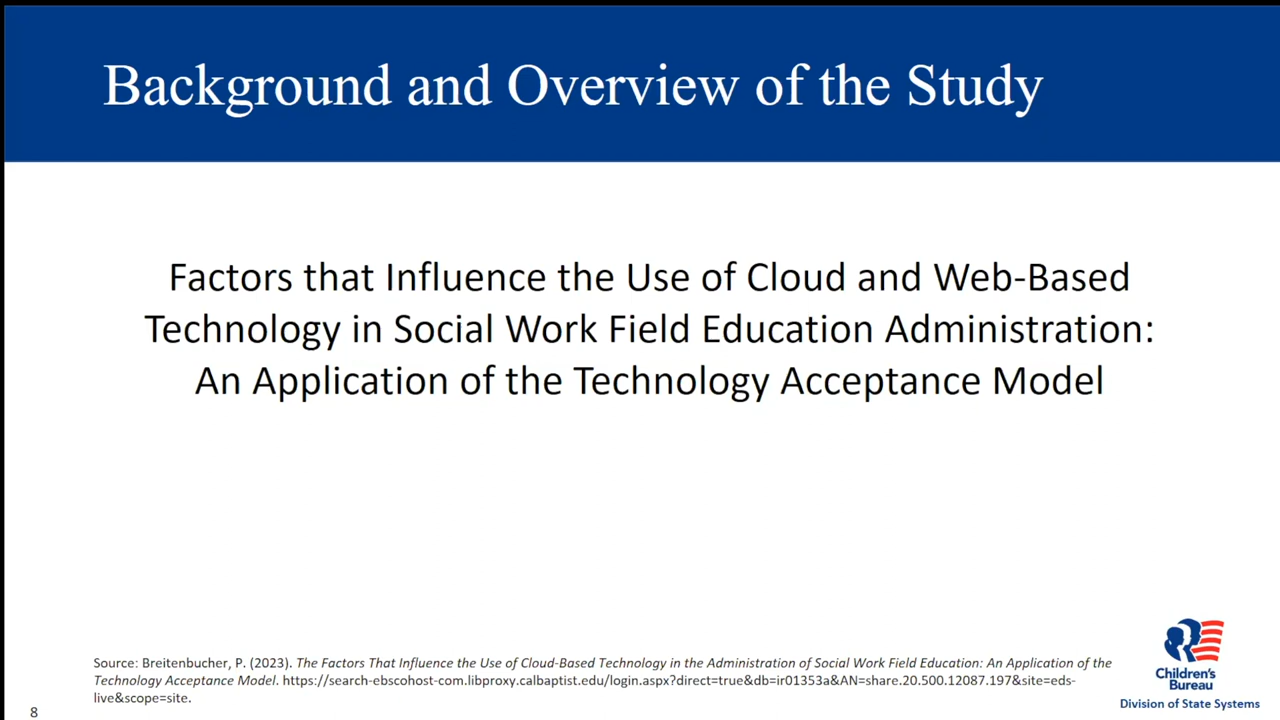 Background and Overview of the Study
Factors that Influence the Use of Cloud and Web-Based
Technology in Social Work Field Education Administration:
An Application of the Technology Acceptance Model
Source: Breitenbucher, P. (2023). The Factors That Influence the Use of Cloud-Based Technology in the Administration of Social Work Field Education: An Application of the
Technology Acceptance Model. https://search-ebscohost-com.libproxy.calbaptist.edu/login.aspx?direct=true&db=ir01353a&AN=share.20.500.12087.197&site=eds-
live&scope=site.
Children's
Bureau
Division of State Systems
8